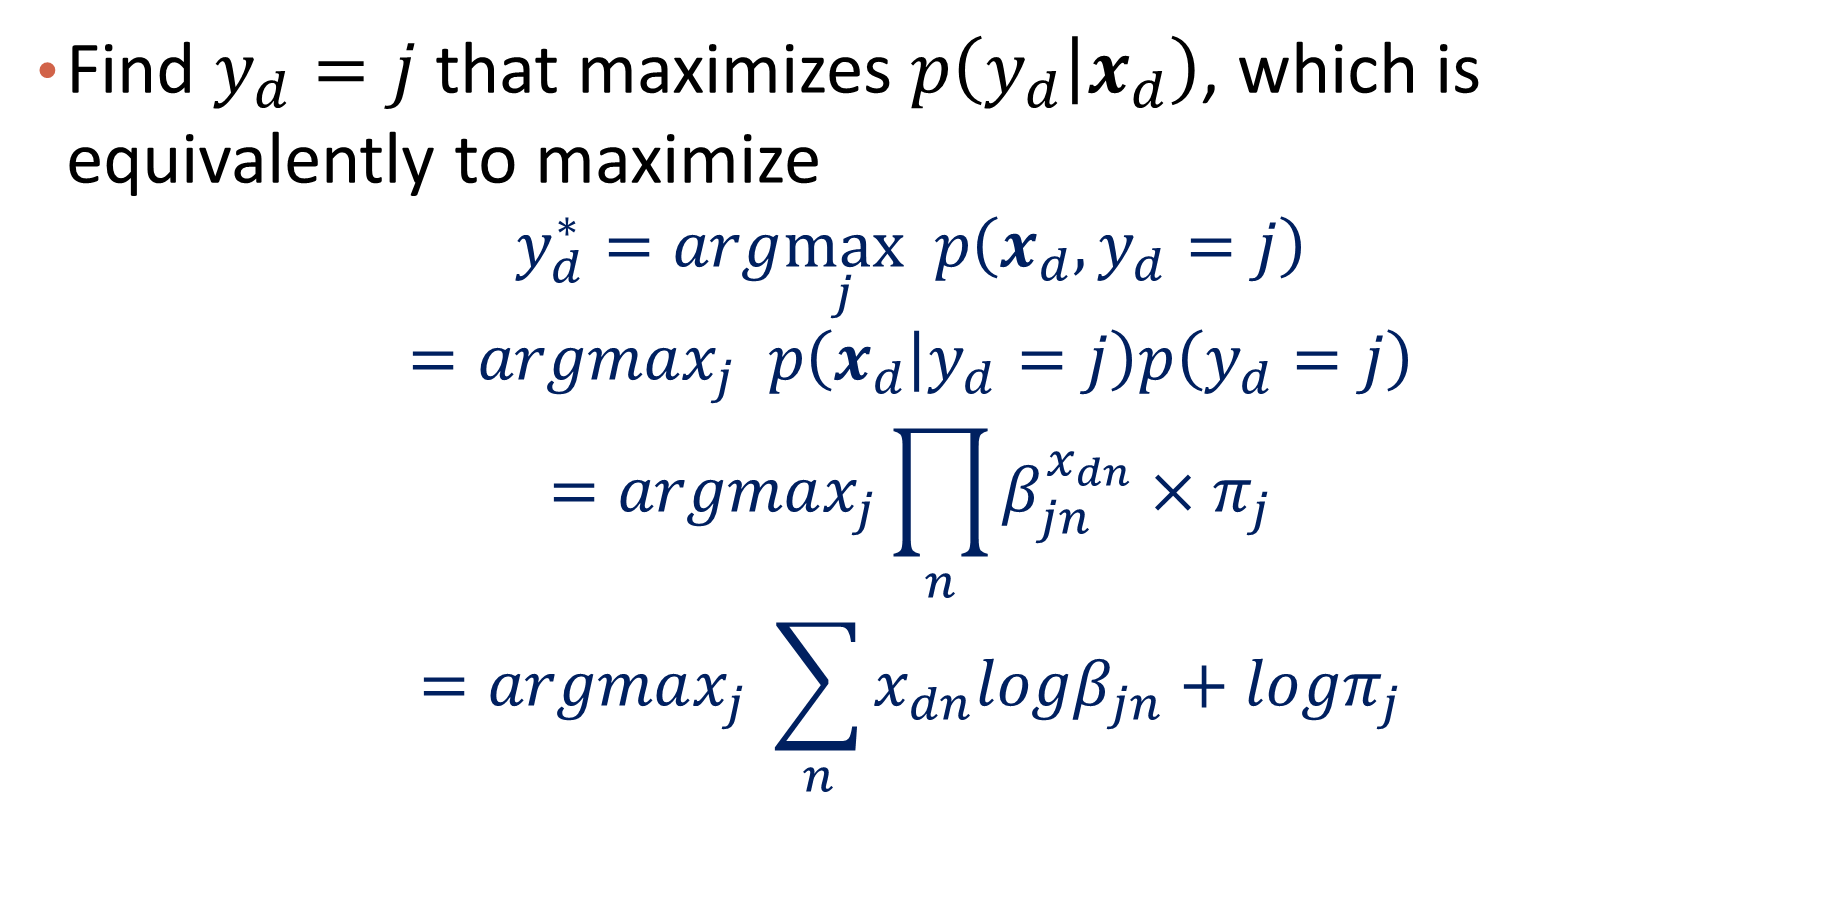 • Find y_d = j that maximizes p(y_d|x_d), which is
equivalently to maximize
y_d^* = argmax_j p(x_d, y_d = j)
= argmax_j p(x_d|y_d = j)p(y_d = j)
= argmax_j ∏_n β_{jn}^{x_{dn}} × π_j
= argmax_j ∑_n x_{dn}logβ_{jn} + logπ_j